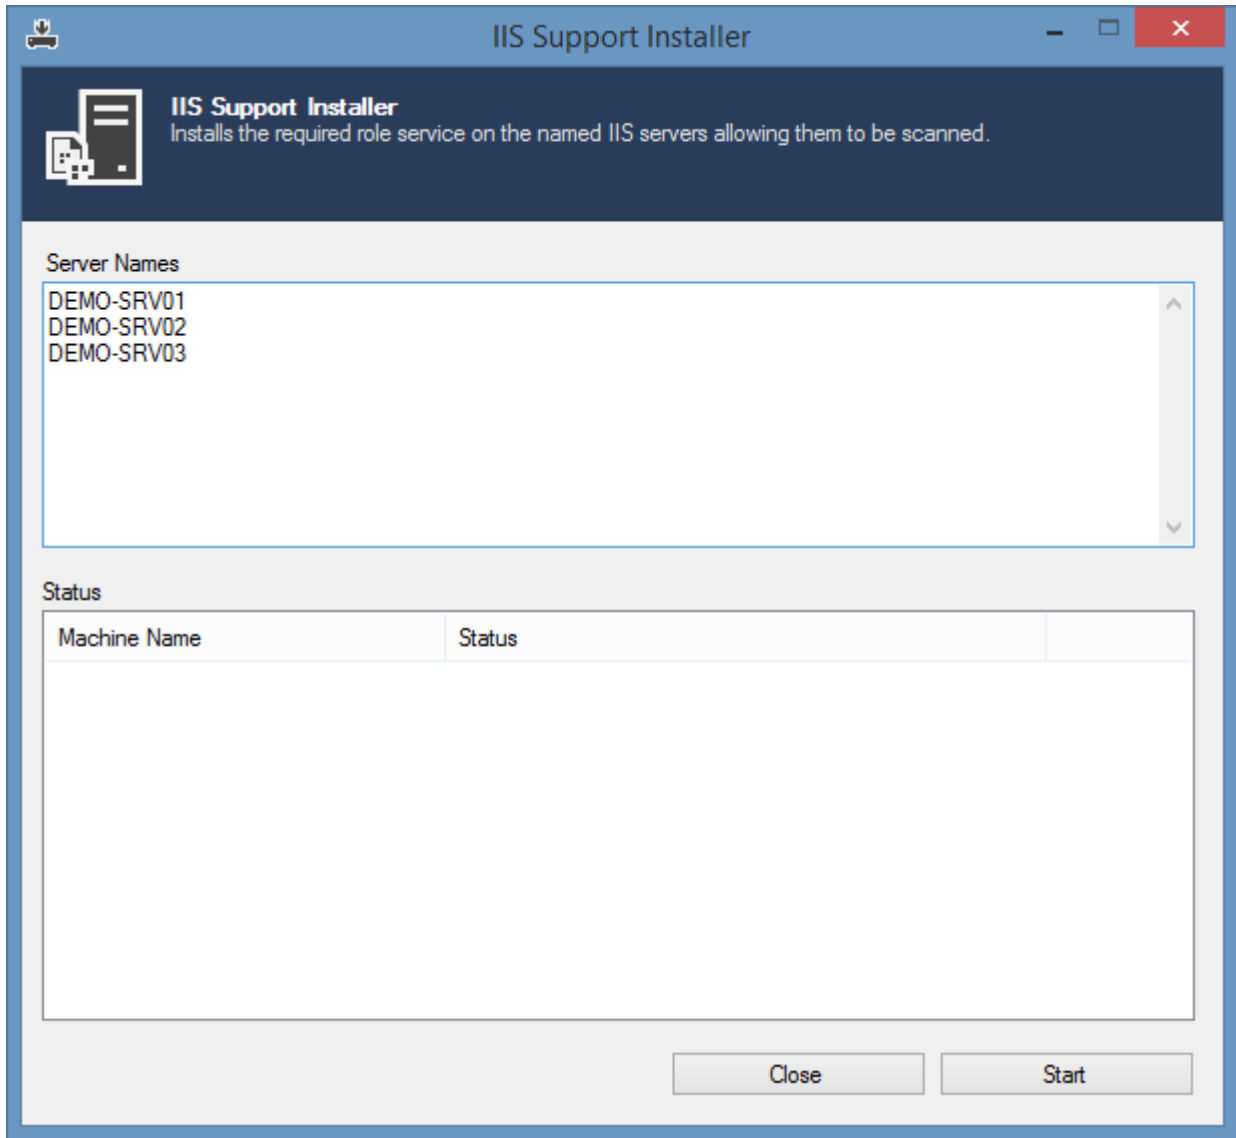 IIS Support Installer
IIS Support Installer
Installs the required role service on the named IIS servers allowing them to be scanned.
Server Names
DEMO-SRV01
DEMO-SRV02
DEMO-SRV03
Status
Machine Name Status
Close Start